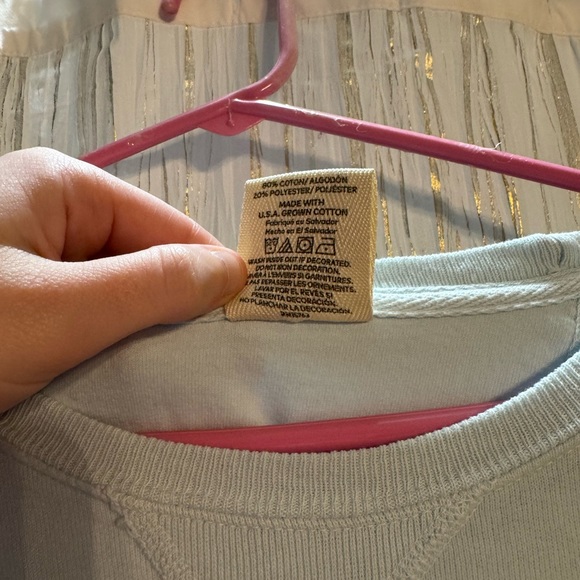 80% COTON/ ALGODÓN
20% POLYESTER/ POLIÉSTER
MADE WITH
U.S.A. GROWN COTTON
Fabriqué au Salvador
Hecho en El Salvador
WASH INSIDE OUT IF DECORATED.
DO NOT IRON DECORATION.
LAVER À L'ENVERS SI GARNITURES.
PAS REPASSER LES ORNEMENTS.
LAVAR POR EL REVÉS SI
PRESENTA DECORACIÓN.
NO PLANCHAR LA DECORACIÓN.